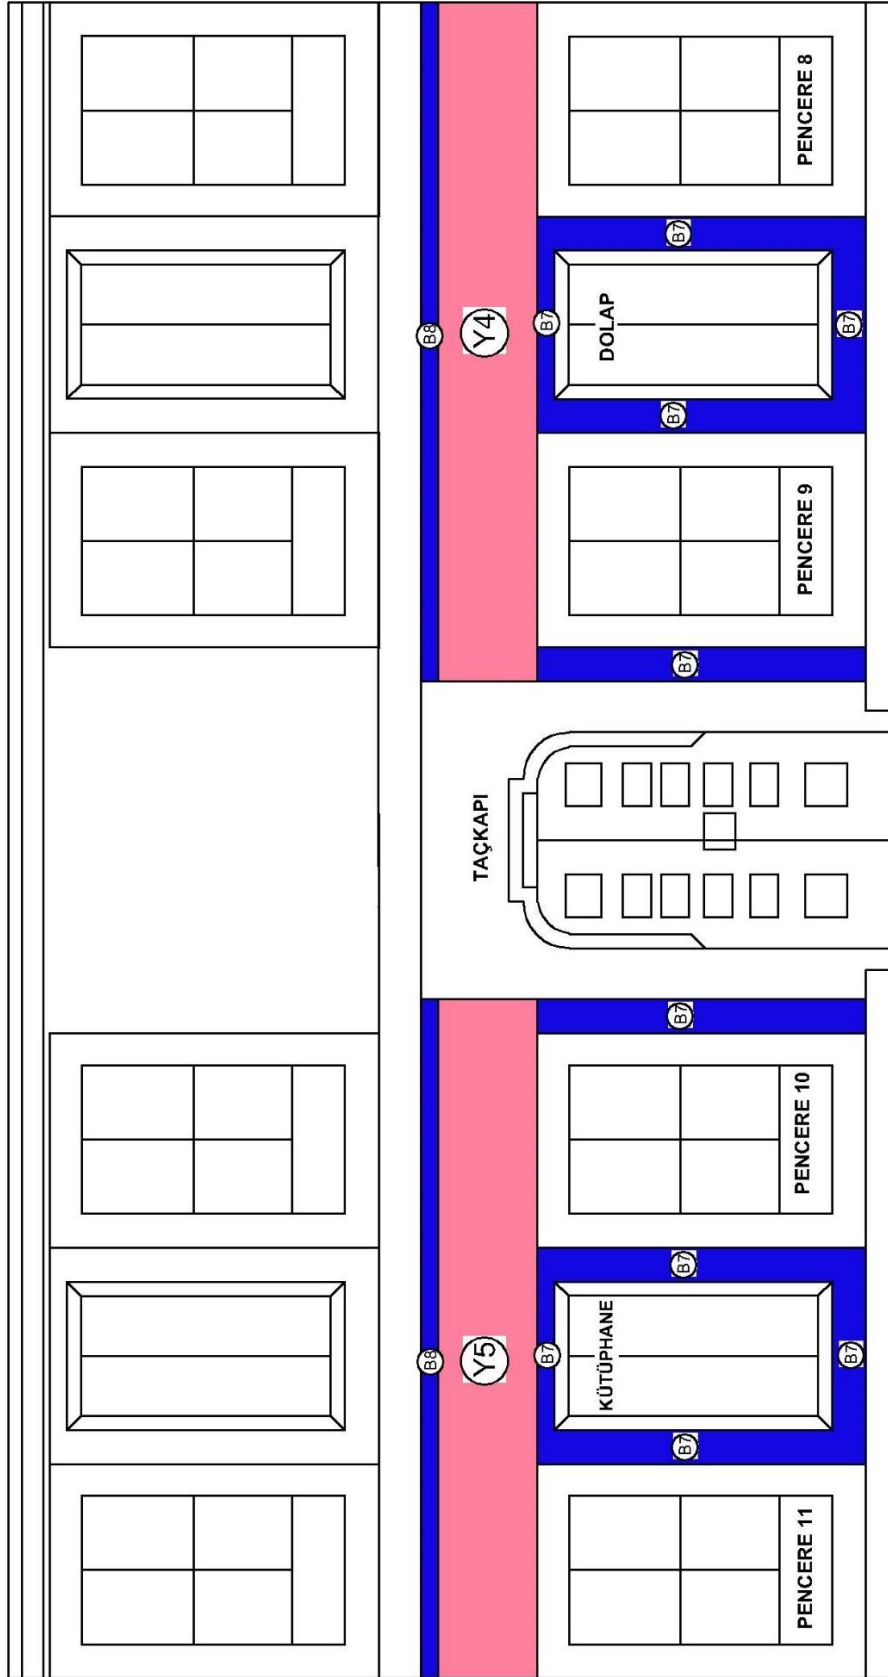 B8
B8
Y5
TAÇKAPI
Y4
B7
B7
KÜTÜPHANE
DOLAP
B7
B7
B7
B7
B7
B7
PENCERE 11
PENCERE 10
PENCERE 9
PENCERE 8
B7
B7